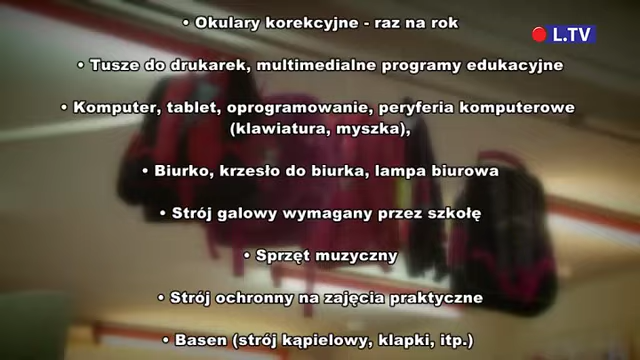 • Okulary korekcyjne - raz na rok
L.TV
• Tusze do drukarek, multimedialne programy edukacyjne
• Komputer, tablet, oprogramowanie, peryferia komputerowe
(klawiatura, myszka),
• Biurko, krzesło do biurka, lampa biurowa
• Strój galowy wymagany przez szkołę
• Sprzęt muzyczny
• Strój ochronny na zajęcia praktyczne
• Basen (strój kąpielowy, klapki, itp.)